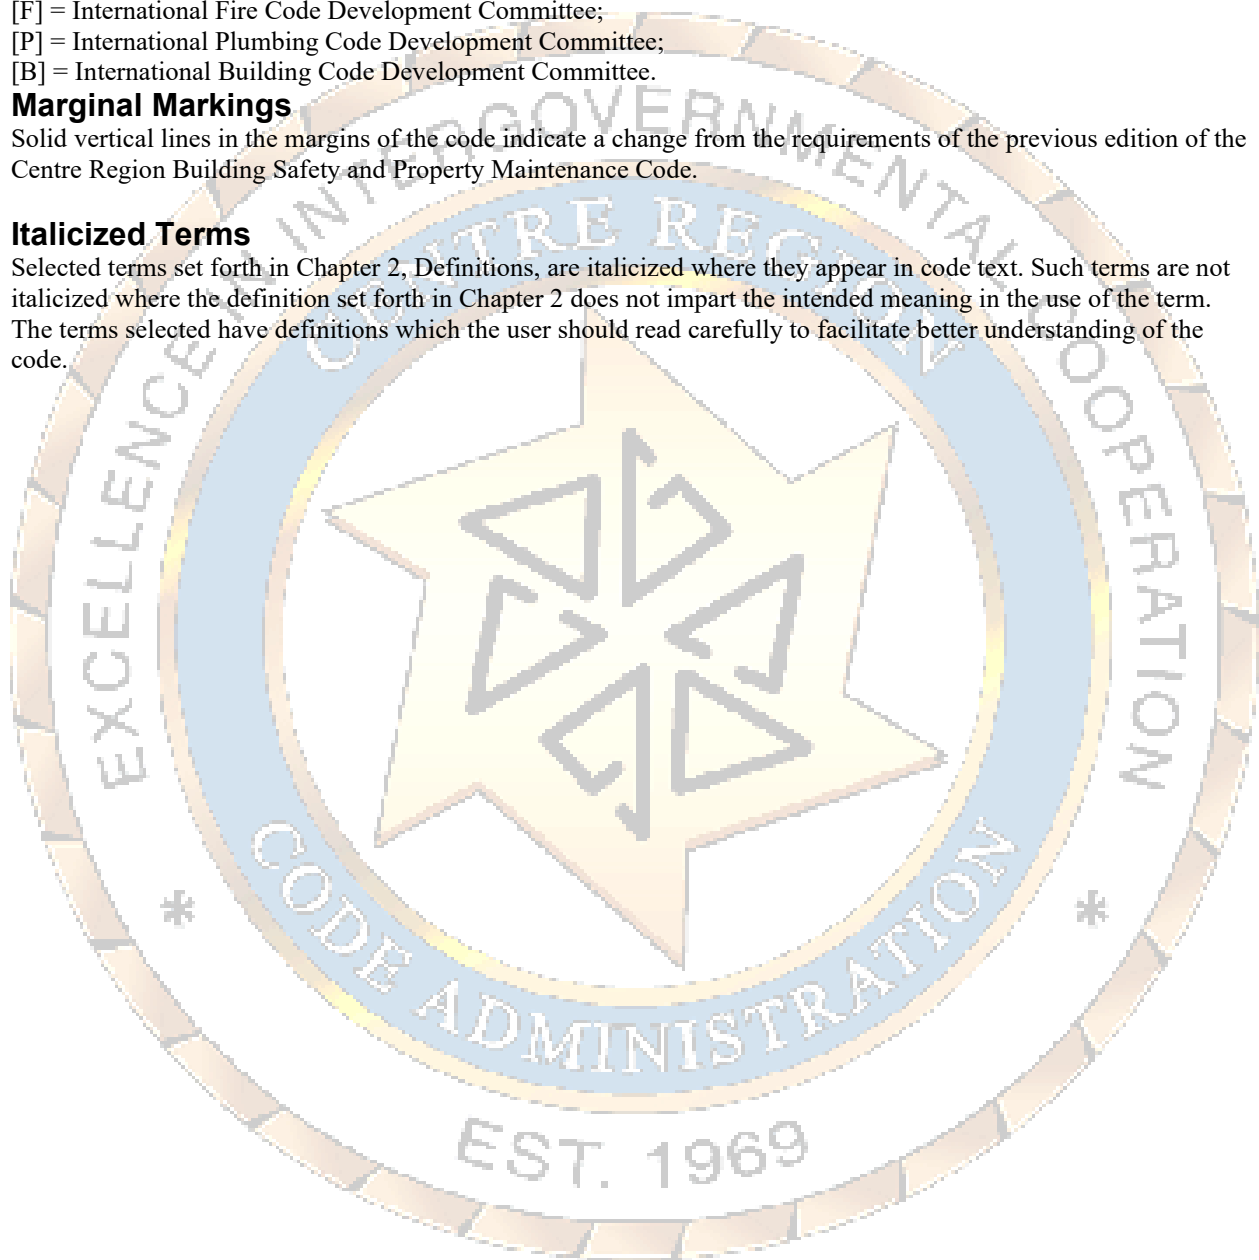 [F] = International Fire Code Development Committee;
[P] = International Plumbing Code Development Committee;
[B] = International Building Code Development Committee.
Marginal Markings
Solid vertical lines in the margins of the code indicate a change from the requirements of the previous edition of the
Centre Region Building Safety and Property Maintenance Code.
Italicized Terms
Selected terms set forth in Chapter 2, Definitions, are italicized where they appear in code text. Such terms are not
italicized where the definition set forth in Chapter 2 does not impart the intended meaning in the use of the term.
The terms selected have definitions which the user should read carefully to facilitate better understanding of the
code.
EXCELLENCE IN INTERGOVERNMENTAL COOPERATION
CENTRE REGION
CODE ADMINISTRATION
* *
EST. 1969